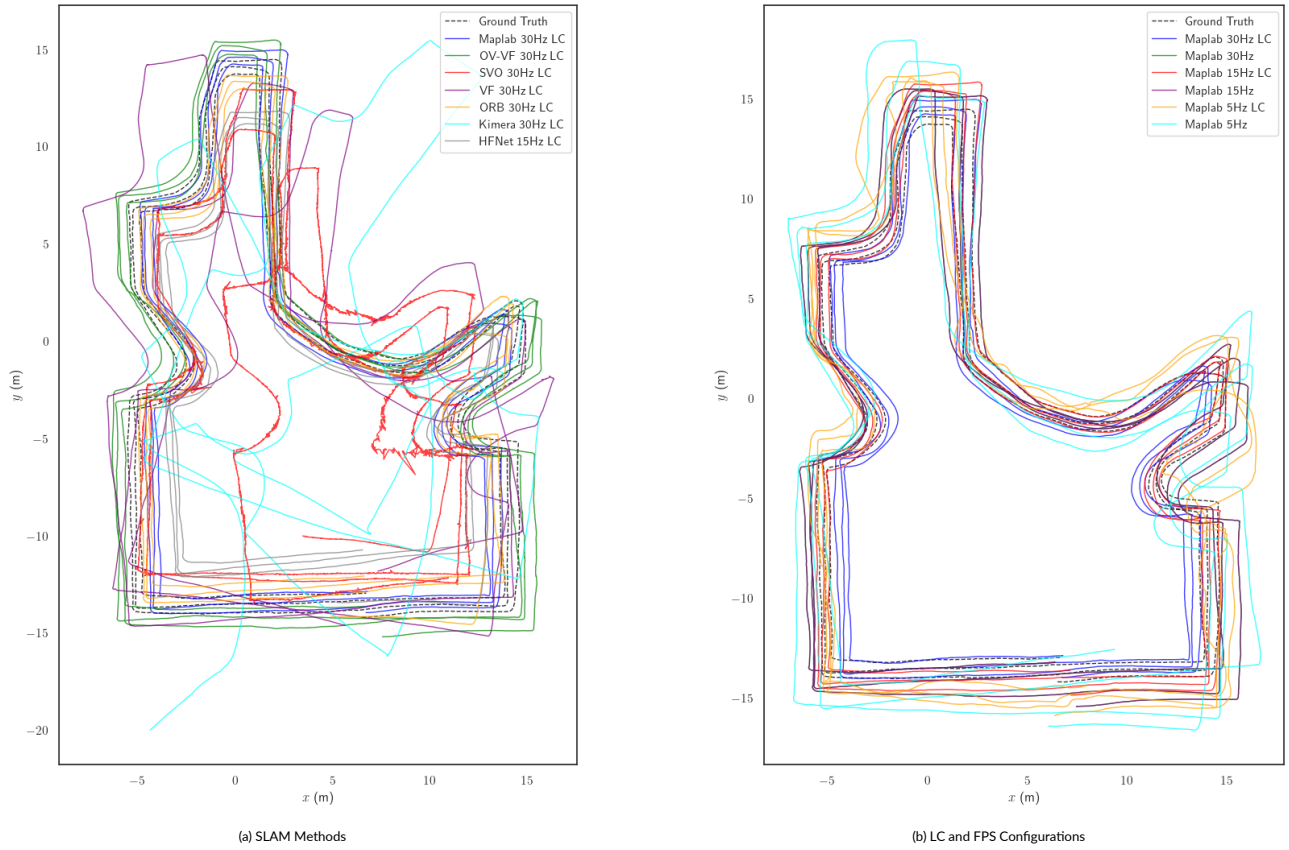 Ground Truth
Maplab 30Hz LC
OV-VF 30Hz LC
SVO 30Hz LC
VF 30Hz LC
ORB 30Hz LC
Kimera 30Hz LC
HFNet 15Hz LC
15
10
5
0
−5
−10
−15
−20
y (m)
−5
0
5
10
15
x (m)
(a) SLAM Methods
Ground Truth
Maplab 30Hz LC
Maplab 30Hz
Maplab 15Hz LC
Maplab 15Hz
Maplab 5Hz LC
Maplab 5Hz
15
10
5
0
−5
−10
−15
y (m)
−5
0
5
10
15
x (m)
(b) LC and FPS Configurations